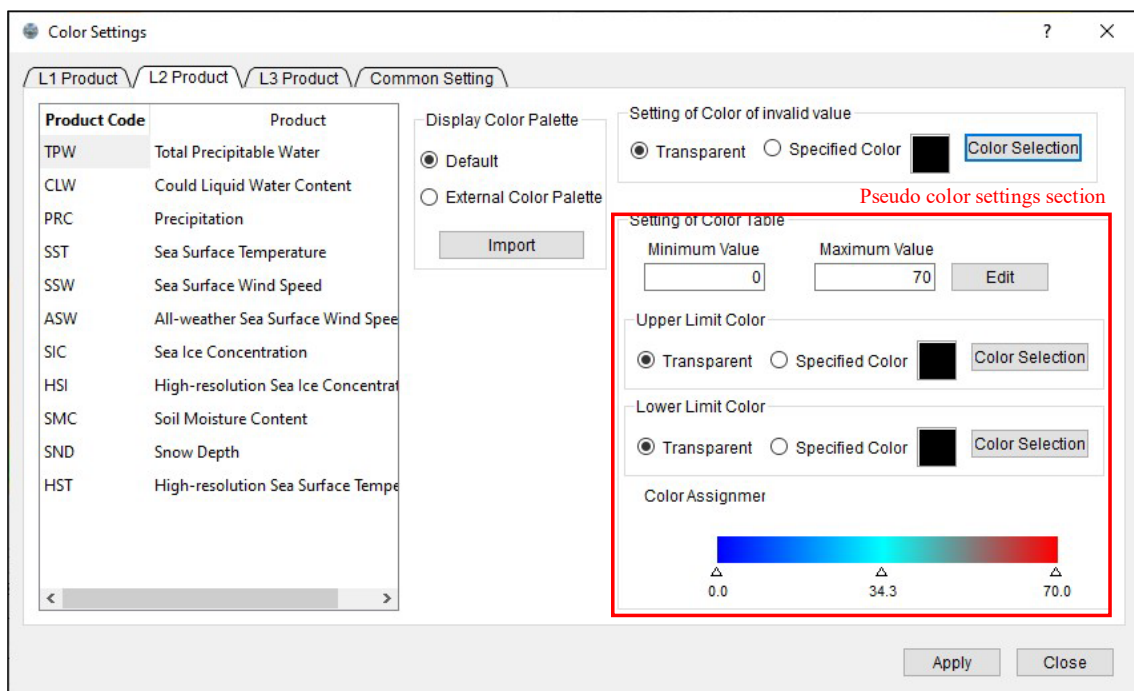 Color Settings
?
L1 Product
L2 Product
L3 Product
Common Setting
Product Code Product
TPW Total Precipitable Water
CLW Could Liquid Water Content
PRC Precipitation
SST Sea Surface Temperature
SSW Sea Surface Wind Speed
ASW All-weather Sea Surface Wind Spee
SIC Sea Ice Concentration
HSI High-resolution Sea Ice Concentrat
SMC Soil Moisture Content
SND Snow Depth
HST High-resolution Sea Surface Tempe
Display Color Palette
Default
External Color Palette
Import
Setting of Color of invalid value
Transparent Specified Color Color Selection
Pseudo color settings section
Setting of Color Table
Minimum Value Maximum Value
0 70 Edit
Upper Limit Color
Transparent Specified Color Color Selection
Lower Limit Color
Transparent Specified Color Color Selection
Color Assignmer
0.0 34.3 70.0
Apply Close